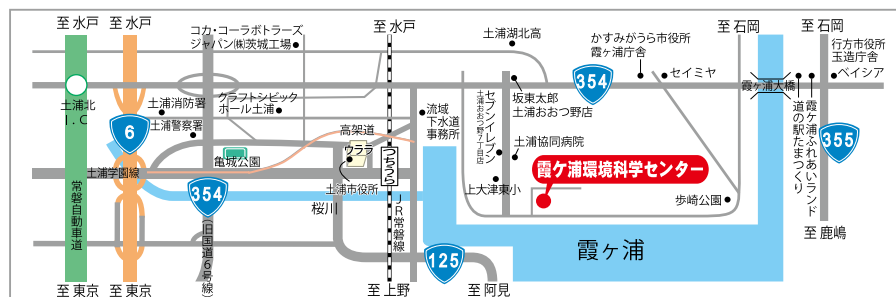 至 水戸
至 水戸
コカ・コーラボトラーズ
ジャパン㈱茨城工場
至 水戸
土浦湖北高
かすみがうら市役所
霞ヶ浦庁舎
至 石岡
至 石岡
行方市役所
玉造庁舎
ベイシア
354
セイミヤ
霞ヶ浦大橋
土浦北
I.C
土浦消防署
クラフトシビック
ホール土浦
流域
下水道
事務所
セブンイレブン
土浦おおつ野7丁目店
坂東太郎
土浦おおつ野店
道の駅たまつくり
霞ヶ浦ふれあいランド
6
土浦警察署
高架道
355
亀城公園
ウララ
つちうら
土浦協同病院
土浦学園線
霞ケ浦環境科学センター
354
土浦市役所
上大津東小
歩崎公園
常磐自動車道
桜川
JR常磐線
(旧国道6号線)
霞ヶ浦
至 鹿嶋
125
至 東京
至 東京
至 上野
至 阿見